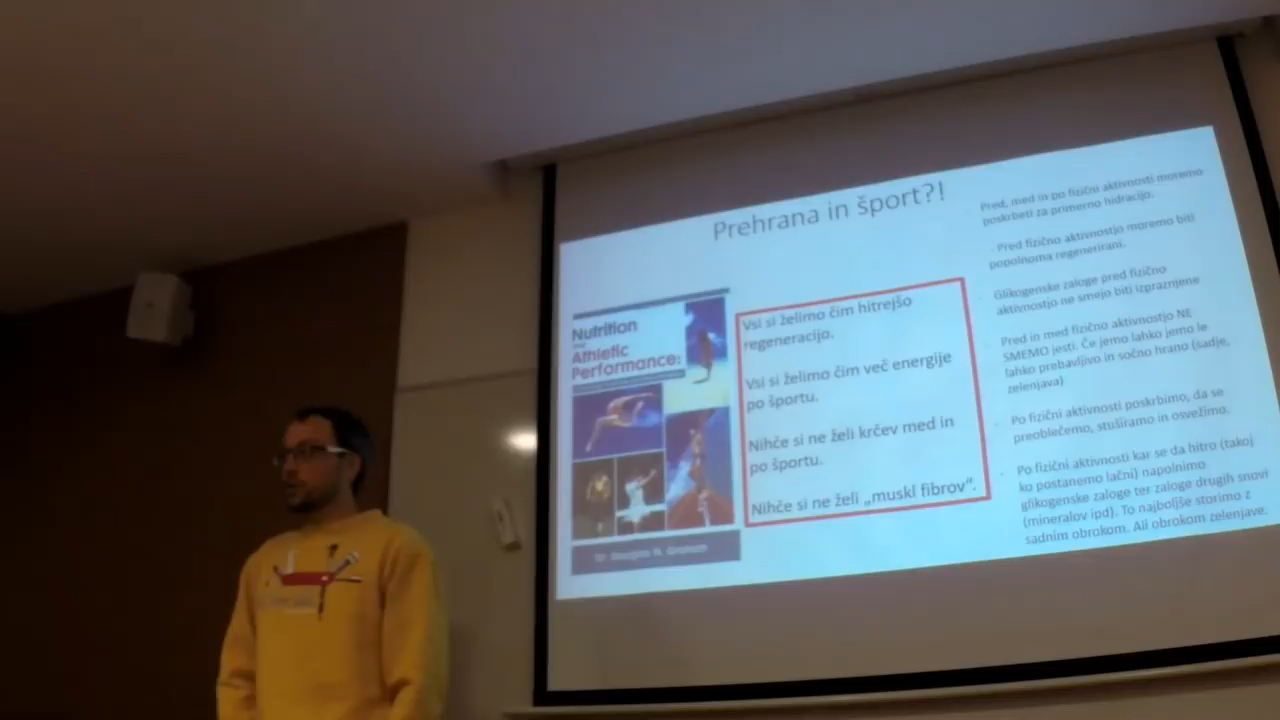 Prehrana in šport?!
Nutrition
and
Athletic
Performance:
Dr. Douglas N. Graham
Vsi si želimo čim hitrejšo
regeneracijo.
Vsi si želimo čim več energije
po športu.
Nihče si ne želi krčev med in
po športu.
Nihče si ne želi „muskl fibrov“.
Pred, med in po fizični aktivnosti moremo
poskrbeti za primerno hidracijo.
- Pred fizično aktivnostjo moremo biti
popolnoma regenerirani.
- Glikogenske zaloge pred fizično
aktivnostjo ne smejo biti izpraznjene
- Pred in med fizično aktivnostjo NE
SMEMO jesti. Če jemo lahko jemo le
lahko prebavljivo in sočno hrano (sadje,
zelenjava)
- Po fizični aktivnosti poskrbimo, da se
preoblečemo, stuširamo in osvežimo.
- Po fizični aktivnosti kar se da hitro (takoj
ko postanemo lačni) napolnimo
glikogenske zaloge ter zaloge drugih snovi
(mineralov ipd). To najboljše storimo z
sadnim obrokom. Ali obrokom zelenjave.